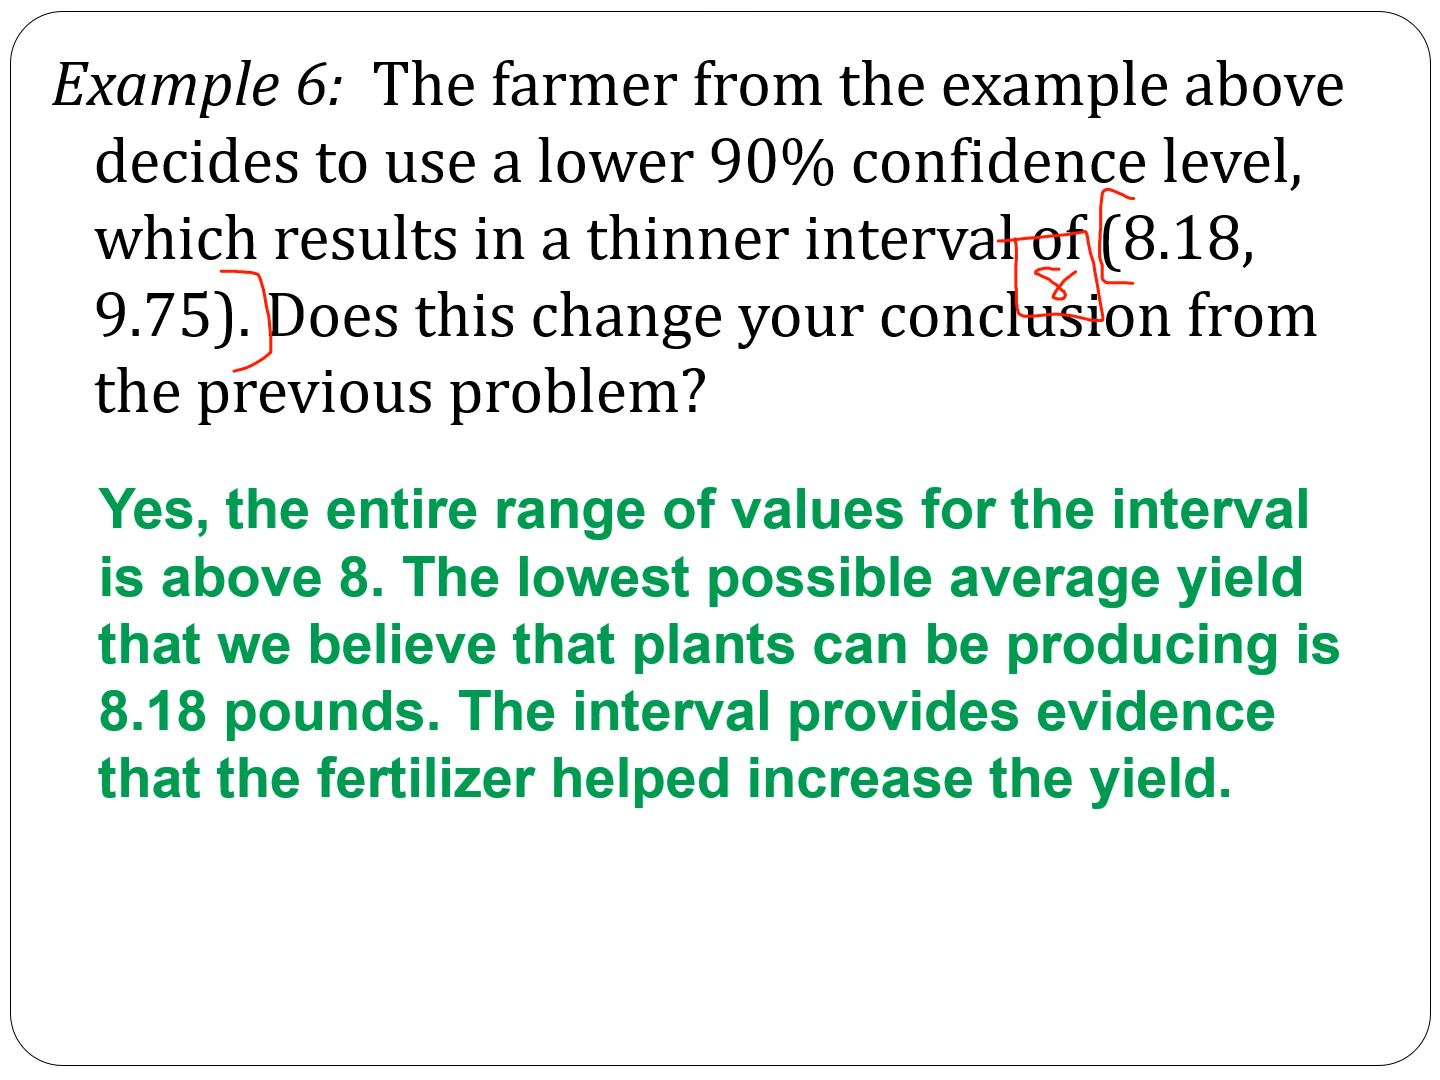 Example 6: The farmer from the example above
decides to use a lower 90% confidence level,
which results in a thinner interval of (8.18,
8
9.75). Does this change your conclusion from
the previous problem?
Yes, the entire range of values for the interval
is above 8. The lowest possible average yield
that we believe that plants can be producing is
8.18 pounds. The interval provides evidence
that the fertilizer helped increase the yield.